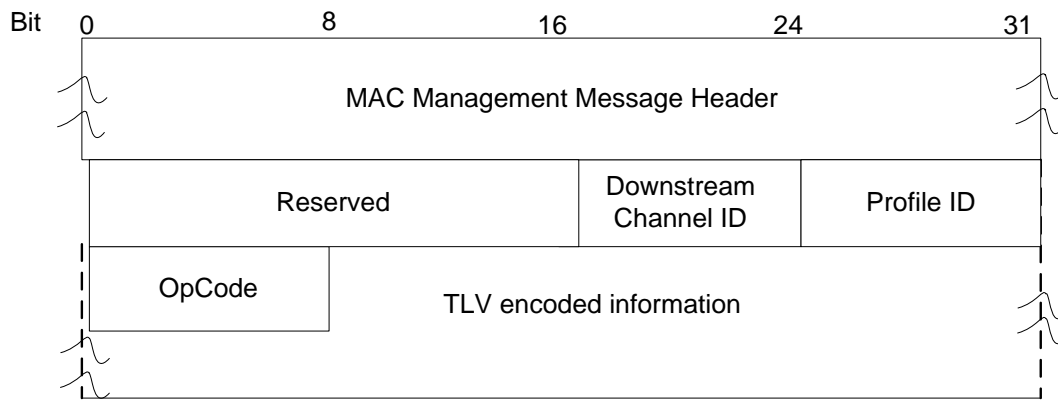 Bit 0 8 16 24 31
MAC Management Message Header
Reserved
Downstream
Channel ID
Profile ID
OpCode
TLV encoded information